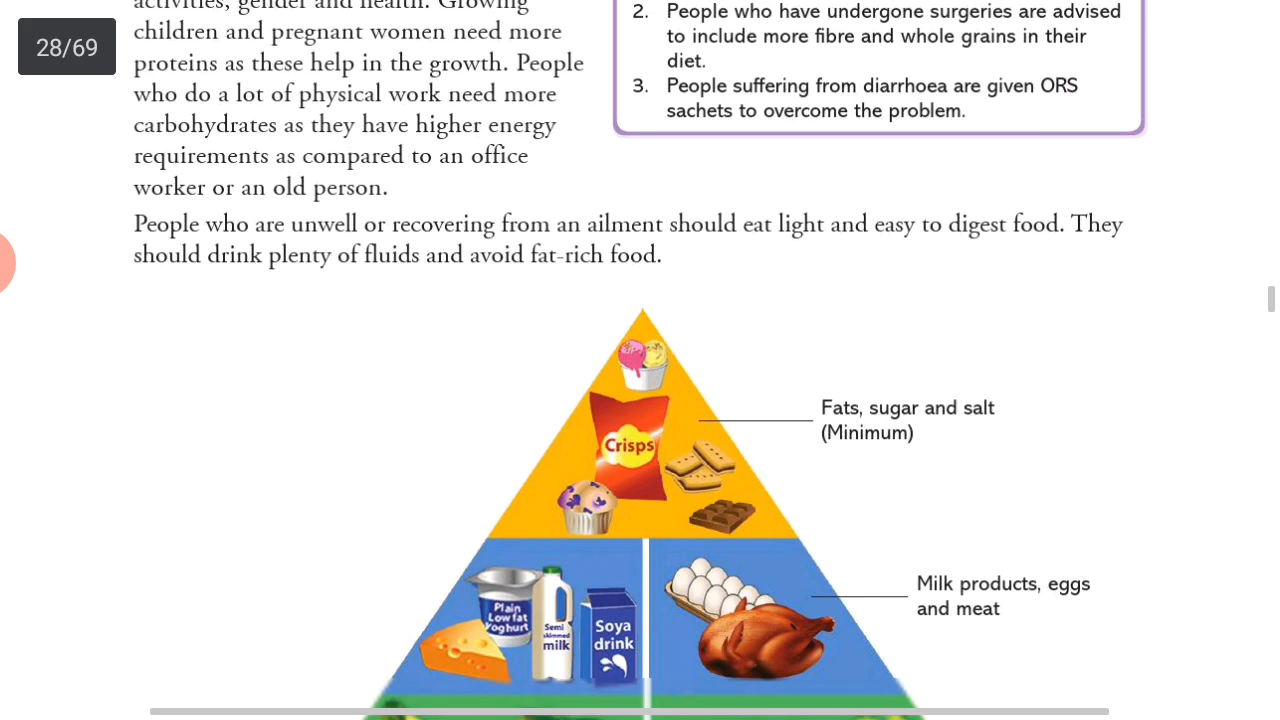 activities, gender and health. Growing
children and pregnant women need more
proteins as these help in the growth. People
who do a lot of physical work need more
carbohydrates as they have higher energy
requirements as compared to an office
worker or an old person.
2. People who have undergone surgeries are advised
to include more fibre and whole grains in their
diet.
3. People suffering from diarrhoea are given ORS
sachets to overcome the problem.
28/69
People who are unwell or recovering from an ailment should eat light and easy to digest food. They
should drink plenty of fluids and avoid fat-rich food.
Crisps
Fats, sugar and salt
(Minimum)
Plain
Low fat
Yoghurt
Semi
skimmed
milk
Soya
drink
Milk products, eggs
and meat